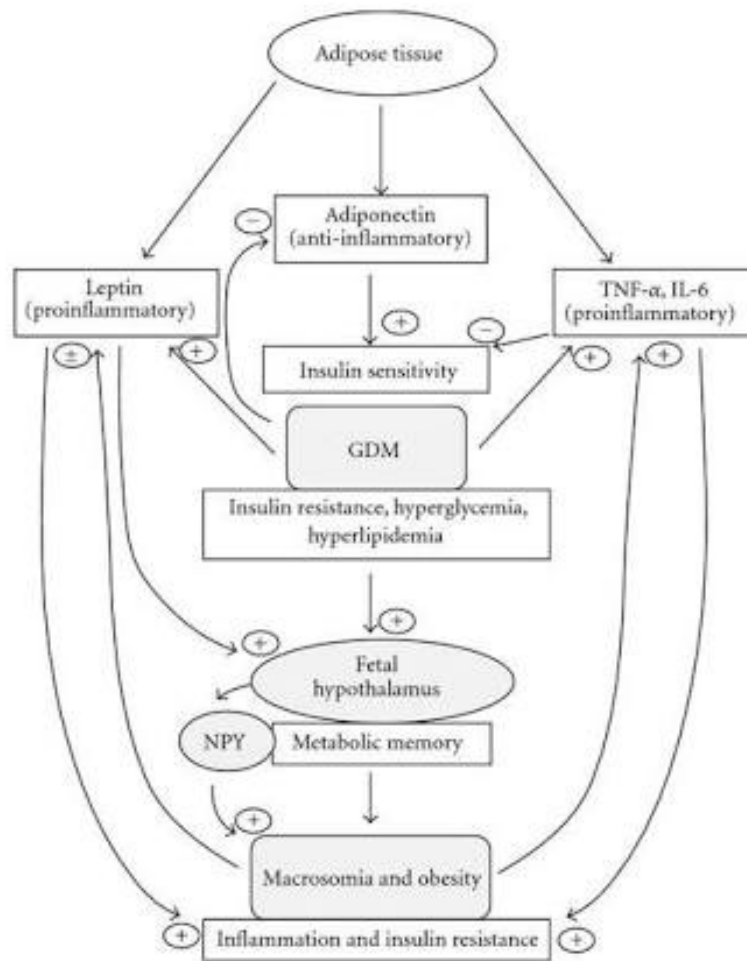 Adipose tissue
−
Adiponectin
(anti-inflammatory)
Leptin
(proinflammatory)
TNF-α, IL-6
(proinflammatory)
+
−
±
+
+
+
Insulin sensitivity
GDM
Insulin resistance, hyperglycemia,
hyperlipidemia
+
+
Fetal
hypothalamus
NPY
Metabolic memory
+
Macrosomia and obesity
+
Inflammation and insulin resistance
+